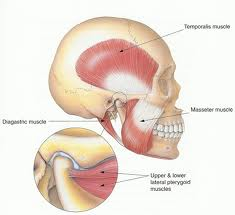 Temporalis muscle
Masseter muscle
Diagastric muscle
Upper & lower
lateral pterygoid
muscles